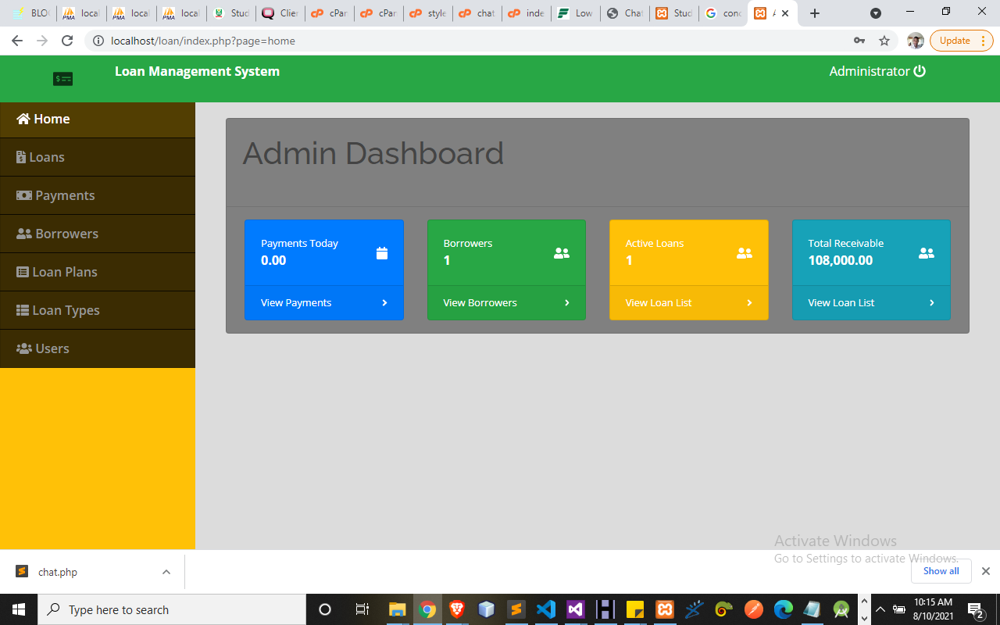 BLO
local
local
local
Stud
Clien
cPan
cPan
style
chat
inde
Low
Chat
Stud
cond
localhost/loan/index.php?page=home
Update
Loan Management System
Administrator
Home
Loans
Payments
Borrowers
Loan Plans
Loan Types
Users
Admin Dashboard
Payments Today
0.00
View Payments
Borrowers
1
View Borrowers
Active Loans
1
View Loan List
Total Receivable
108,000.00
View Loan List
Activate Windows
Go to Settings to activate Windows.
chat.php
Show all
Type here to search
10:15 AM
8/10/2021
2